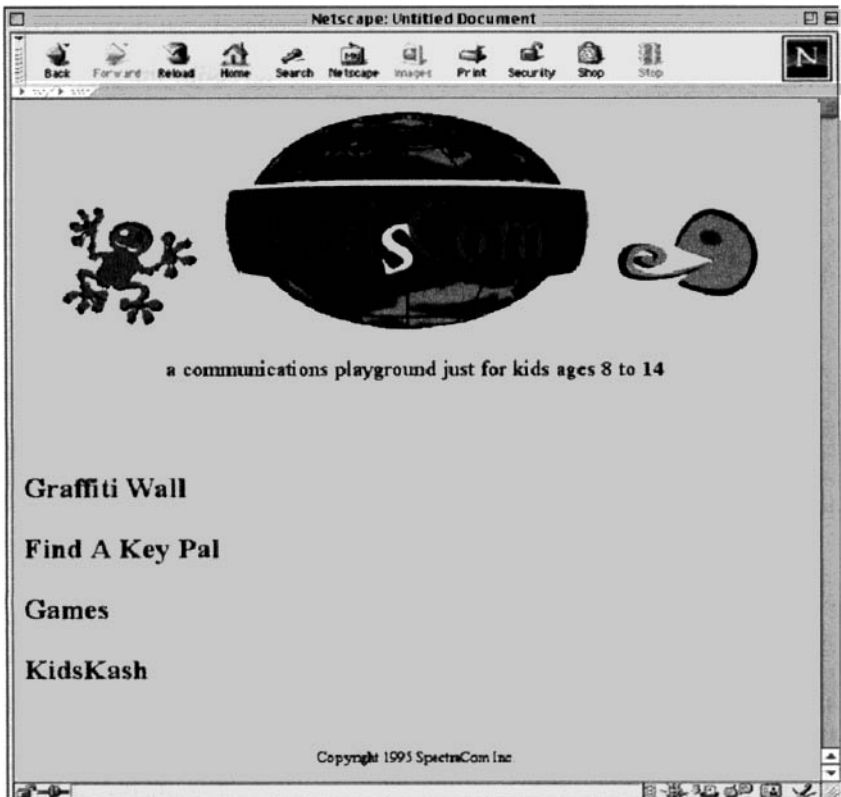 Netscape: Untitled Document
Back Forward Reload Home Search Netscape Images Print Security Shop Stop
N
a communications playground just for kids ages 8 to 14
Graffiti Wall
Find A Key Pal
Games
KidsKash
Copyright 1995 SpectraCom Inc.